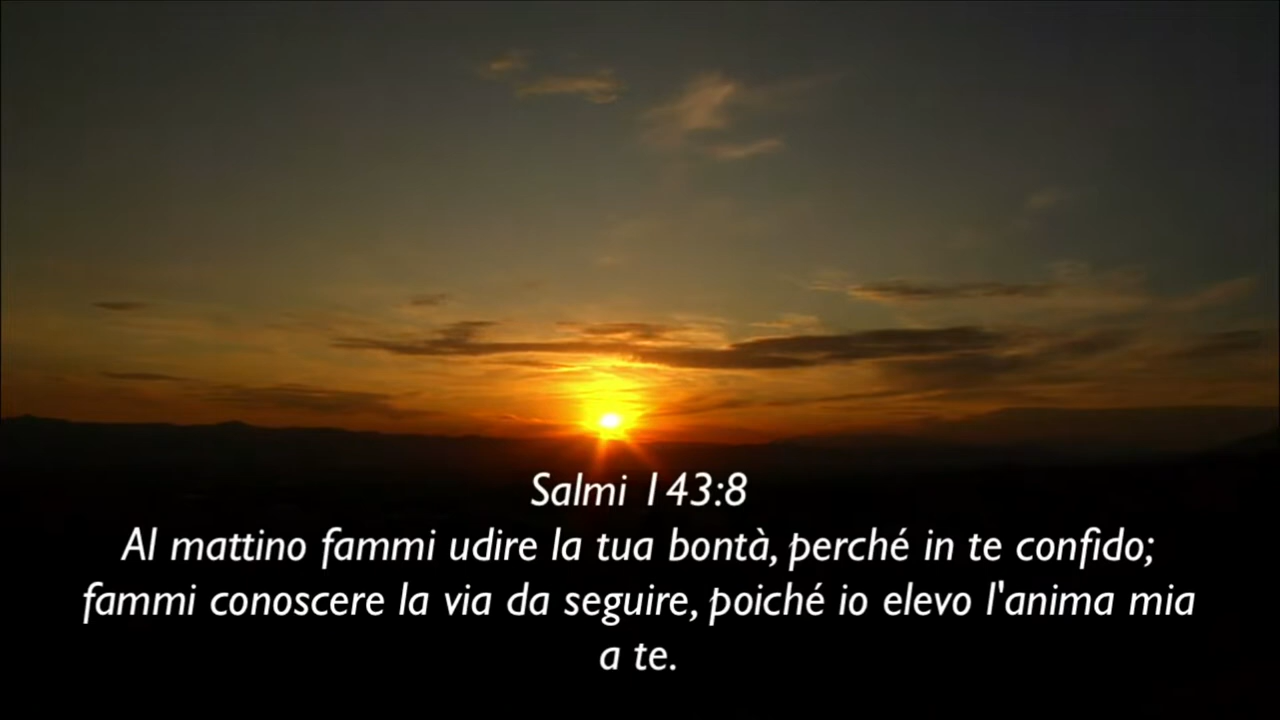 Salmi 143:8
Al mattino fammi udire la tua bontà, perché in te confido;
fammi conoscere la via da seguire, poiché io elevo l'anima mia
a te.